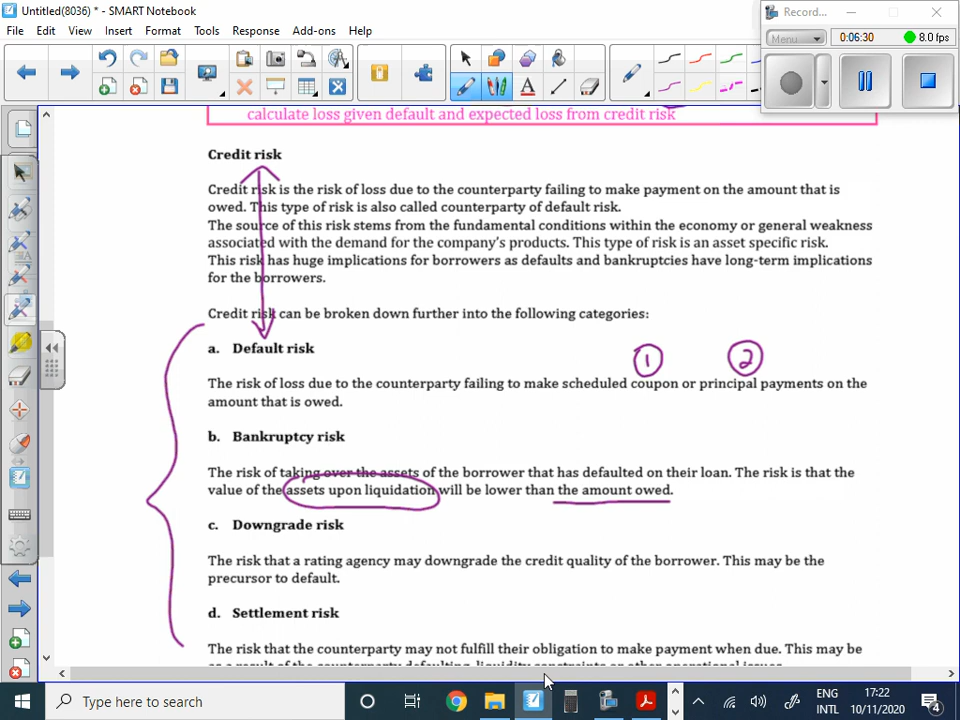 Untitled(8036) * - SMART Notebook
Record...
File Edit View Insert Format Tools Response Add-ons Help
Menu
0:06:30
8.0 fps
calculate loss given default and expected loss from credit risk
Credit risk
Credit risk is the risk of loss due to the counterparty failing to make payment on the amount that is
owed. This type of risk is also called counterparty of default risk.
The source of this risk stems from the fundamental conditions within the economy or general weakness
associated with the demand for the company's products. This type of risk is an asset specific risk.
This risk has huge implications for borrowers as defaults and bankruptcies have long-term implications
for the borrowers.
Credit risk can be broken down further into the following categories:
a. Default risk
1 2
The risk of loss due to the counterparty failing to make scheduled coupon or principal payments on the
amount that is owed.
b. Bankruptcy risk
The risk of taking over the assets of the borrower that has defaulted on their loan. The risk is that the
value of the assets upon liquidation will be lower than the amount owed.
c. Downgrade risk
The risk that a rating agency may downgrade the credit quality of the borrower. This may be the
precursor to default.
d. Settlement risk
The risk that the counterparty may not fulfill their obligation to make payment when due. This may be
as a result of the counterparty defaulting, liquidity constraints or other operational issues.
Type here to search
ENG
INTL
17:22
10/11/2020
4